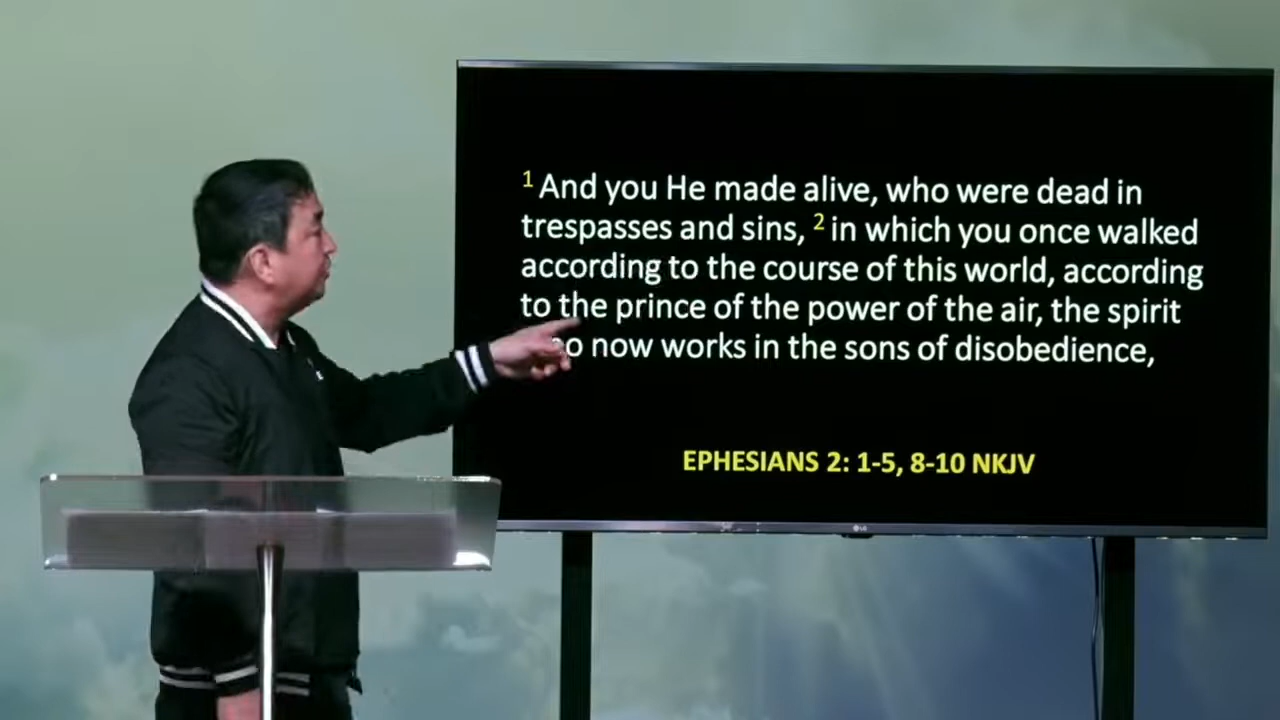 1 And you He made alive, who were dead in
trespasses and sins, 2 in which you once walked
according to the course of this world, according
to the prince of the power of the air, the spirit
now works in the sons of disobedience,
EPHESIANS 2: 1-5, 8-10 NKJV
LG